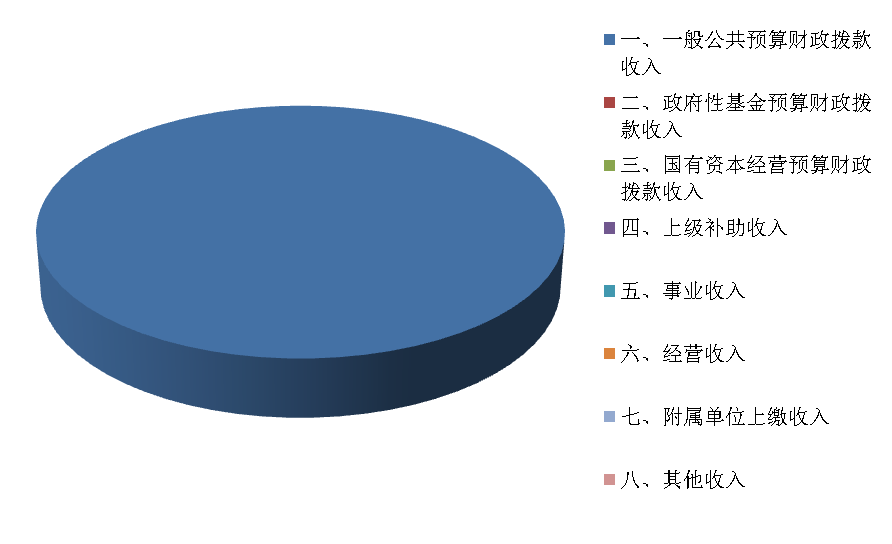 一、一般公共预算财政拨款
收入
二、政府性基金预算财政拨
款收入
三、国有资本经营预算财政
拨款收入
四、上级补助收入
五、事业收入
六、经营收入
七、附属单位上缴收入
八、其他收入